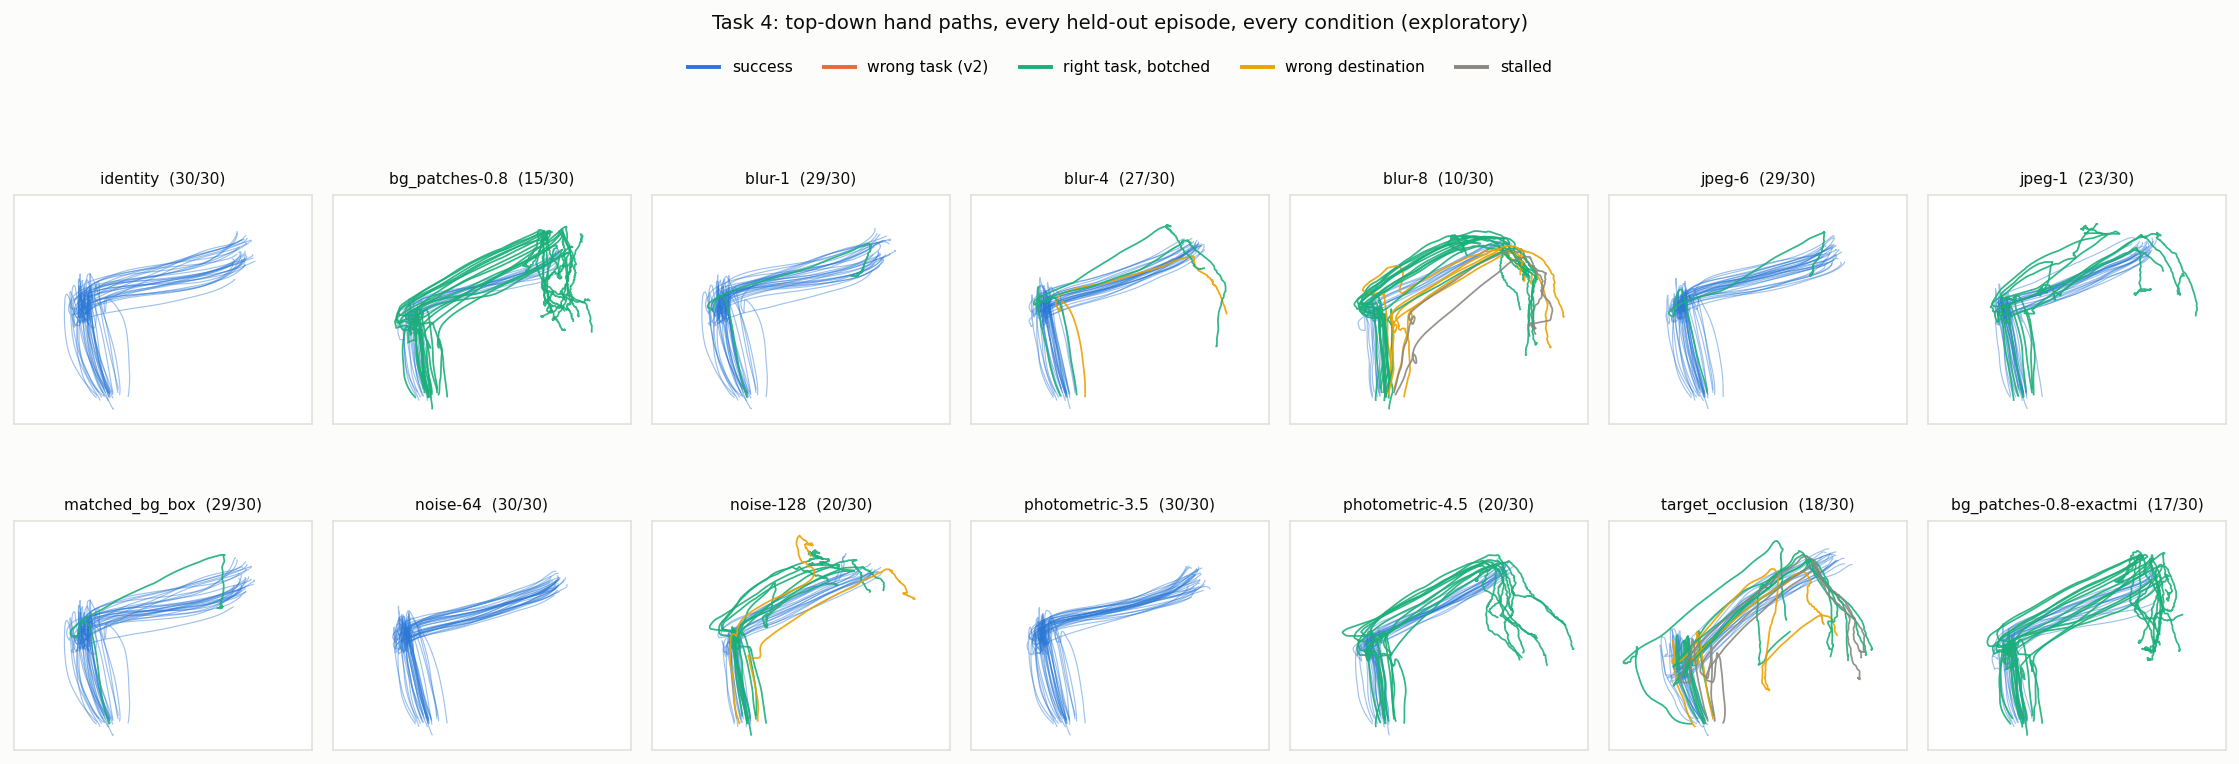 Task 4: top-down hand paths, every held-out episode, every condition (exploratory)
success wrong task (v2) right task, botched wrong destination stalled
identity (30/30) bg_patches-0.8 (15/30) blur-1 (29/30) blur-4 (27/30) blur-8 (10/30) jpeg-6 (29/30) jpeg-1 (23/30)
matched_bg_box (29/30) noise-64 (30/30) noise-128 (20/30) photometric-3.5 (30/30) photometric-4.5 (20/30) target_occlusion (18/30) bg_patches-0.8-exactmi (17/30)